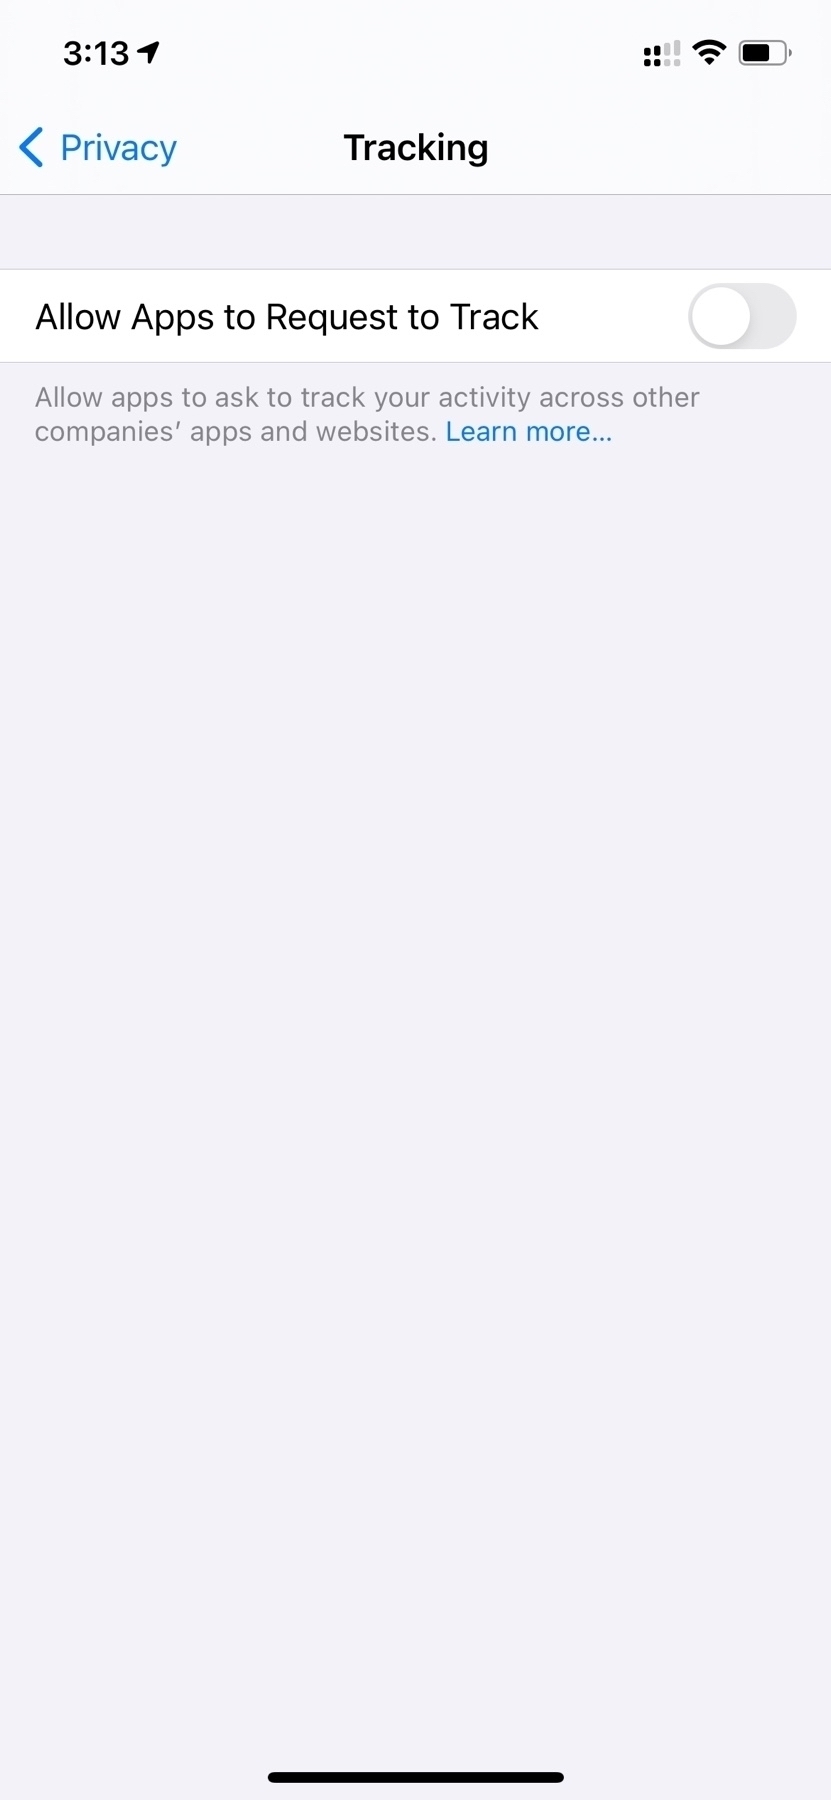 3:13
Privacy
Tracking
Allow Apps to Request to Track
Allow apps to ask to track your activity across other
companies’ apps and websites. Learn more...